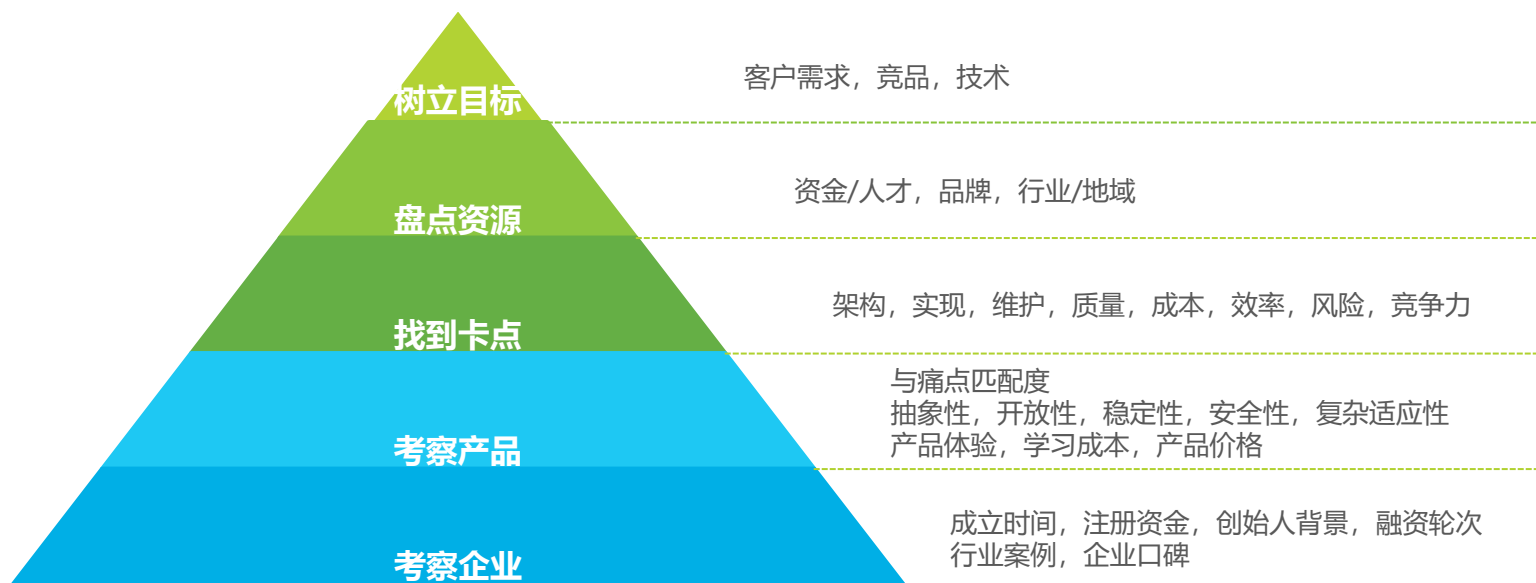 客户需求，竞品，技术
树立目标
资金/人才，品牌，行业/地域
盘点资源
架构，实现，维护，质量，成本，效率，风险，竞争力
找到卡点
与痛点匹配度
抽象性，开放性，稳定性，安全性，复杂适应性
产品体验，学习成本，产品价格
考察产品
成立时间，注册资金，创始人背景，融资轮次
行业案例，企业口碑
考察企业